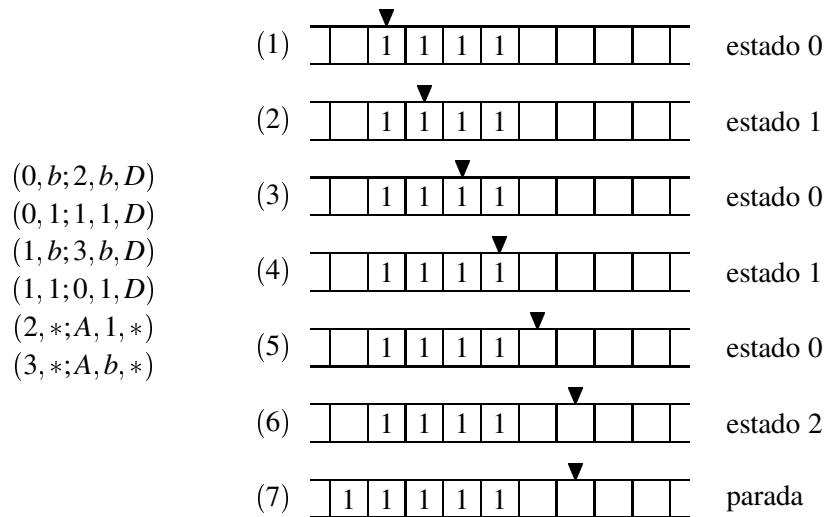 (0, b; 2, b, D)
(0, 1; 1, 1, D)
(1, b; 3, b, D)
(1, 1; 0, 1, D)
(2, ∗; A, 1, ∗)
(3, ∗; A, b, ∗)
(1) 1 1 1 1 estado 0
(2) 1 1 1 1 estado 1
(3) 1 1 1 1 estado 0
(4) 1 1 1 1 estado 1
(5) 1 1 1 1 estado 0
(6) 1 1 1 1 estado 2
(7) 1 1 1 1 1 parada